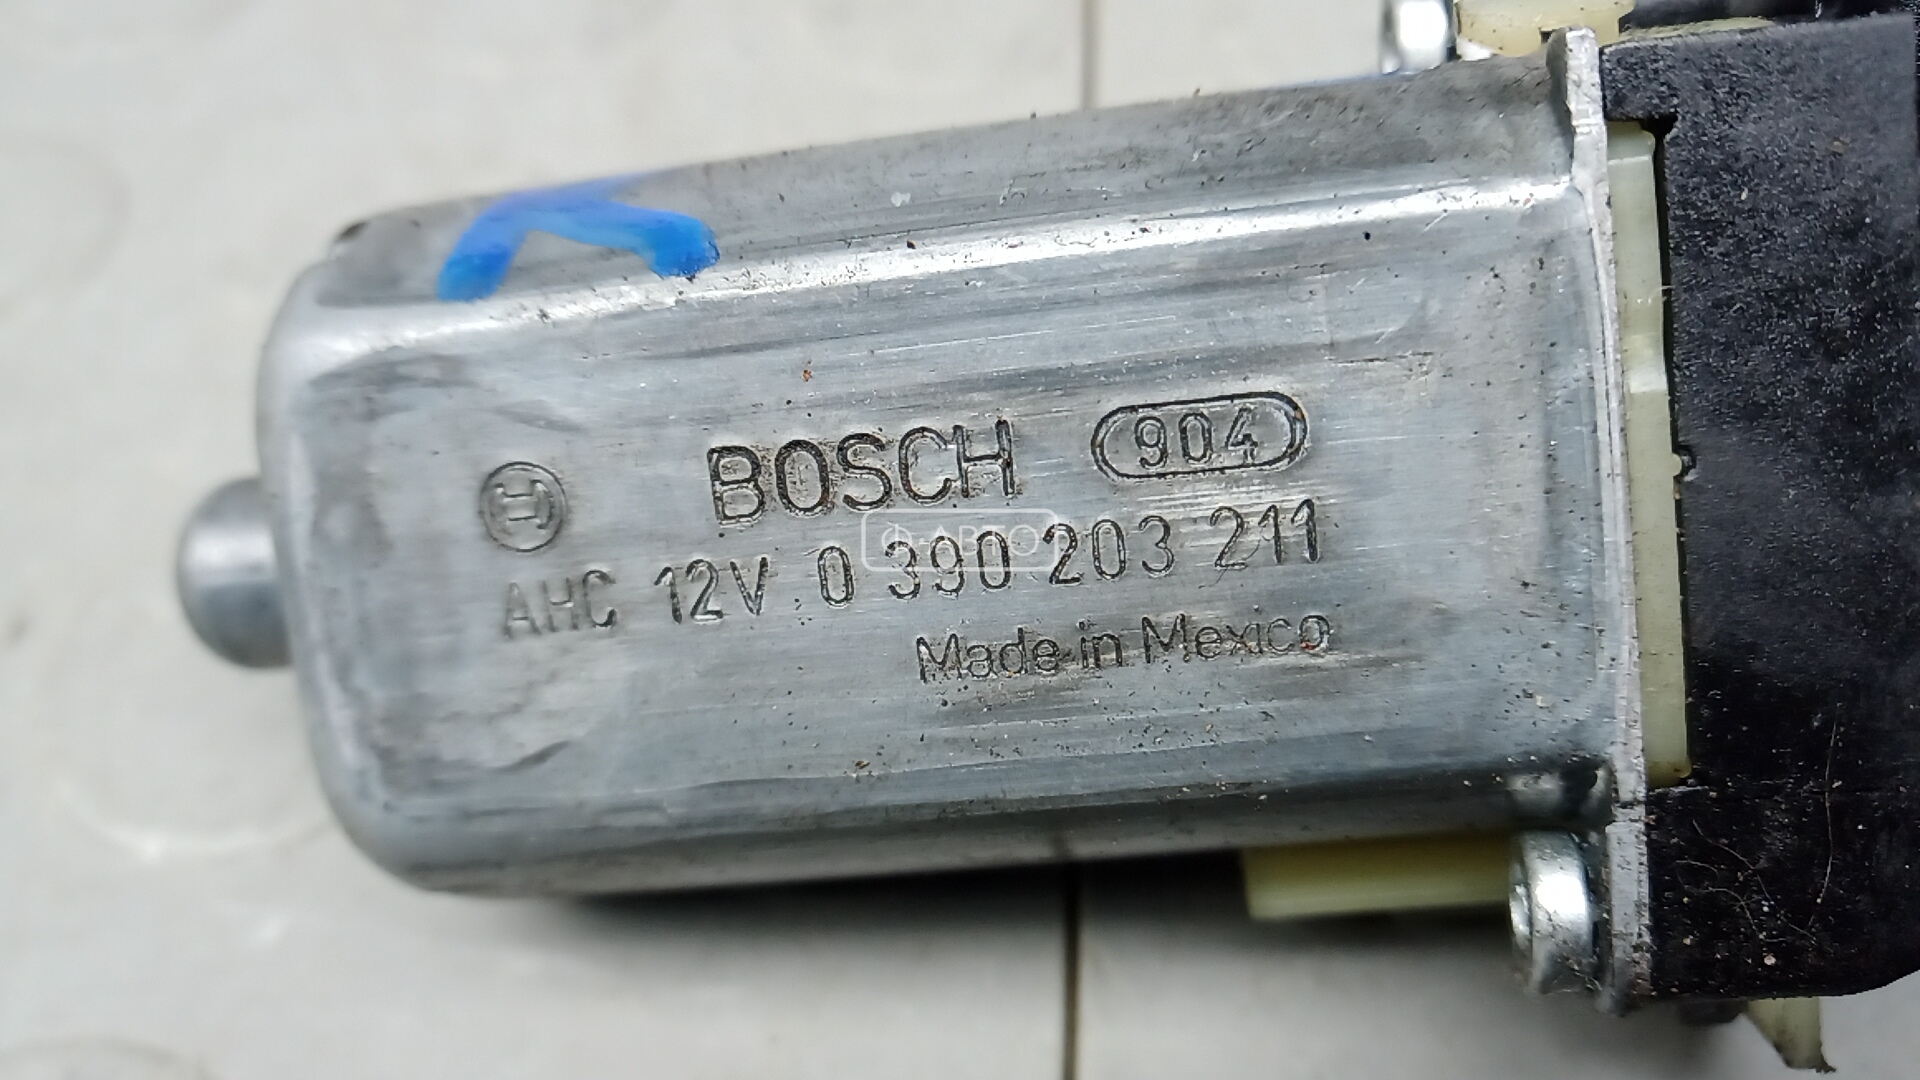 BOSCH 904
AHC 12V 0 390 203 211
Made in Mexico